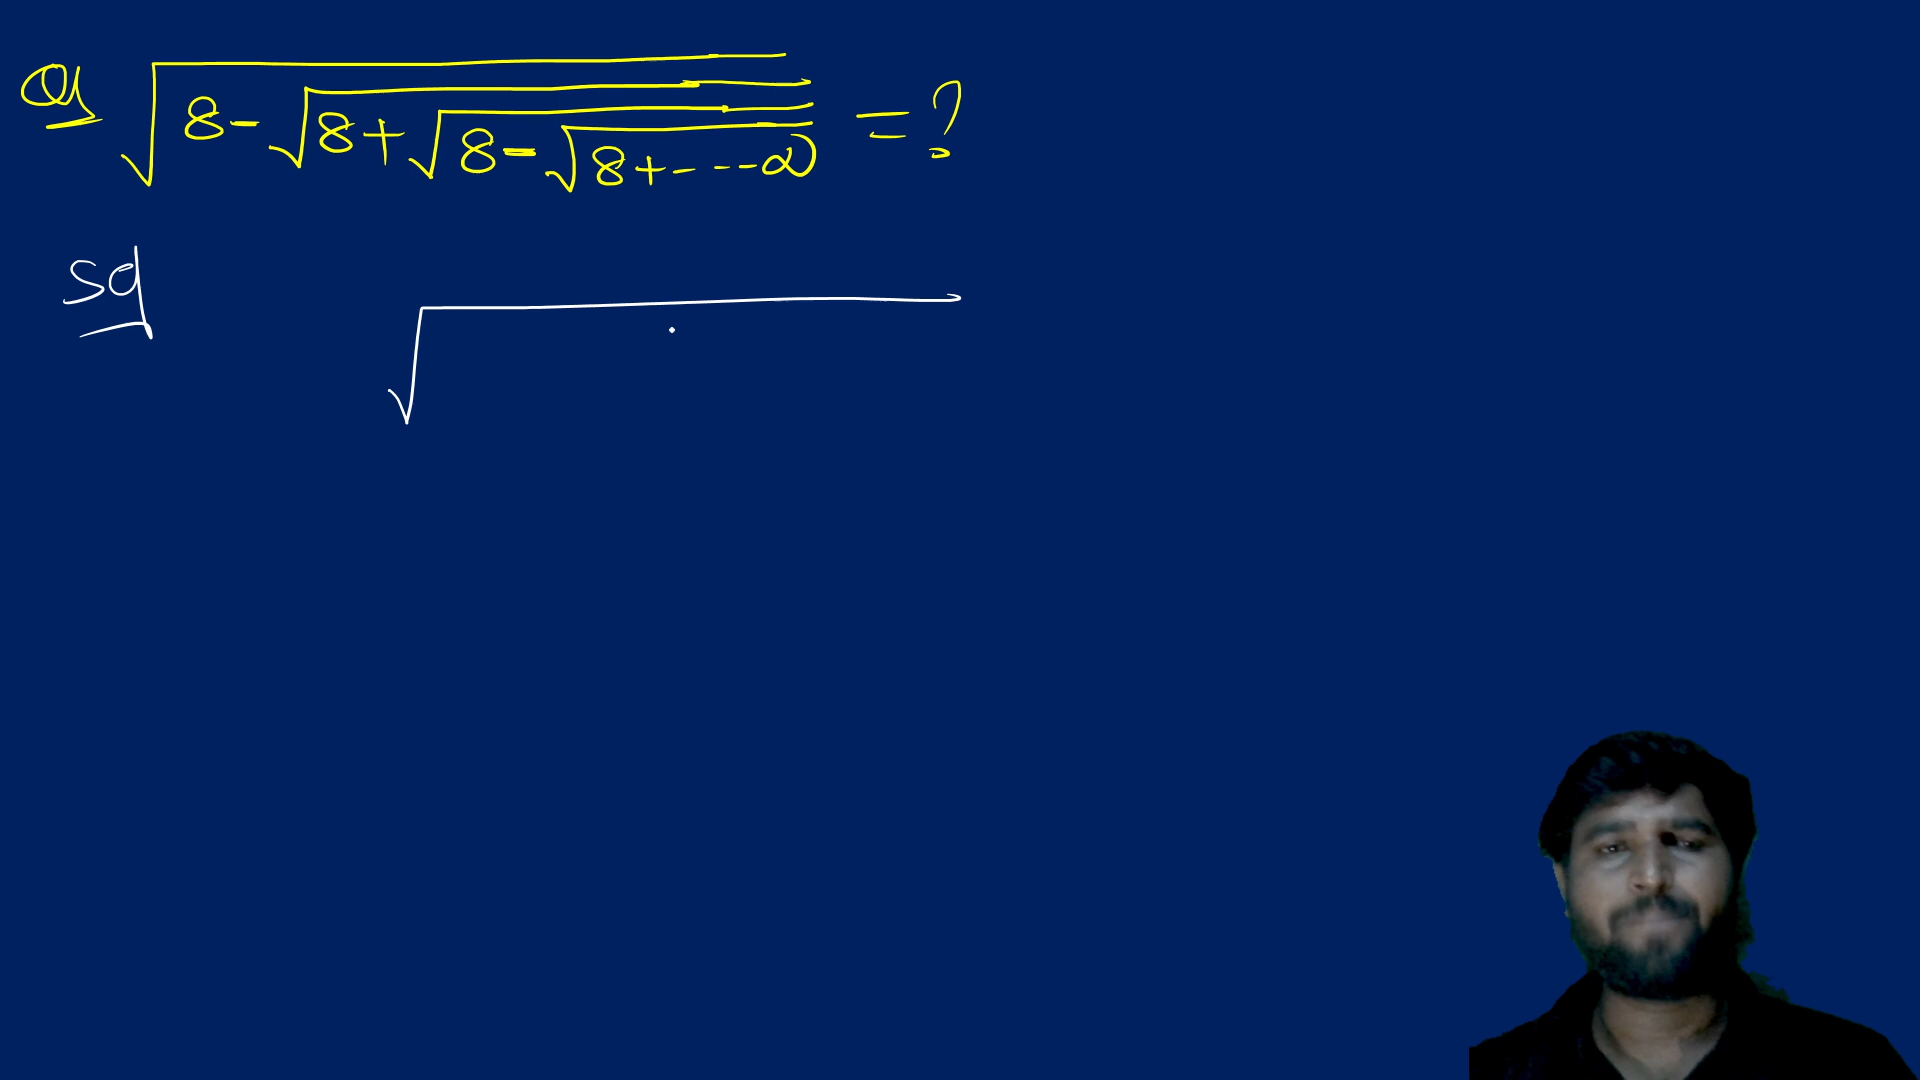 Q √(8-√(8+√(8-√(8+----∞)))) = ?
Sol